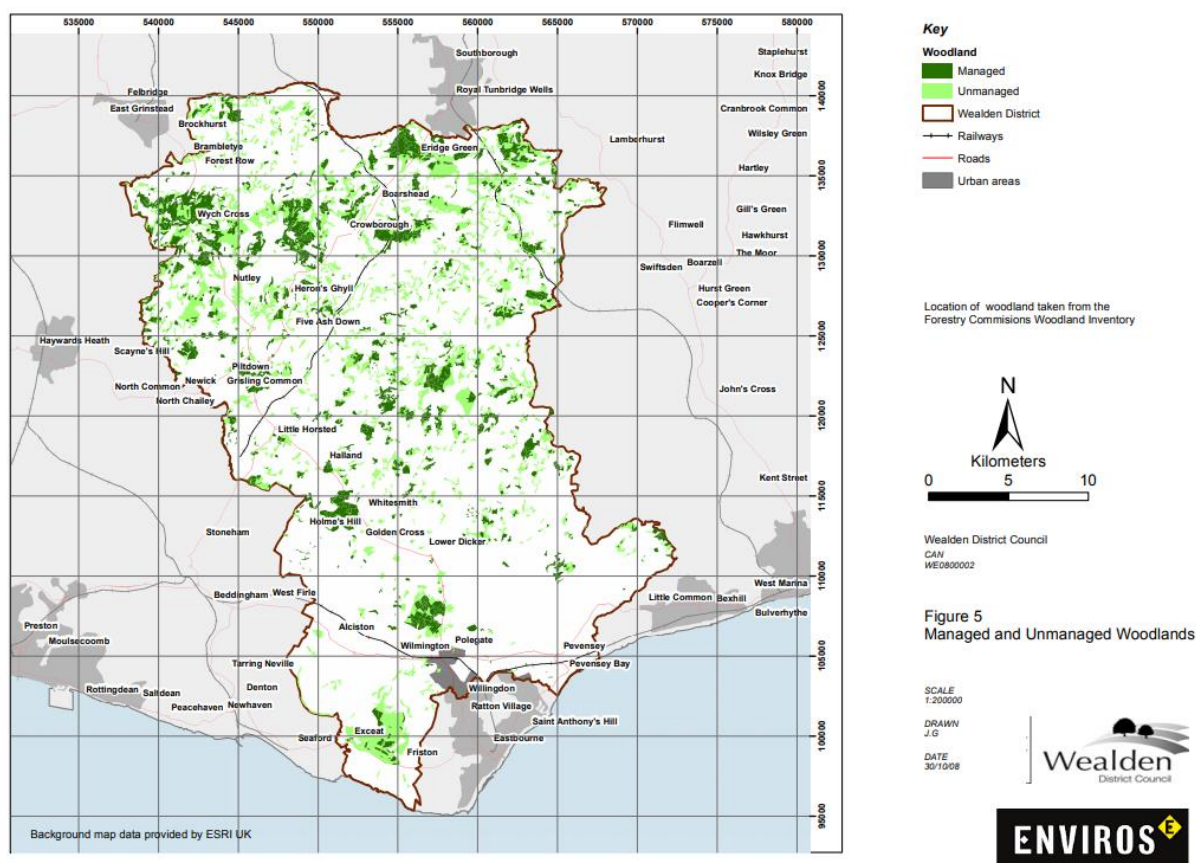 535000 540000 545000 550000 555000 560000 565000 570000 575000 580000
Southborough
Staplehurst
Knox Bridge
Felbridge
Royal Tunbridge Wells
140000
East Grinstead
Cranbrook Common
Brockhurst
Wilsley Green
Lamberhurst
Brambletye
Eridge Green
Forest Row
Hartley
135000
Boarshead
Wych Cross
Gill's Green
Crowborough
Flimwell
Hawkhurst
The Moor
130000
Swiftsden
Boarzell
Nutley
Heron's Ghyll
Hurst Green
Cooper's Corner
Five Ash Down
125000
Haywards Heath
Scayne's Hill
Piltdown
North Common
Newick
Grisling Common
John's Cross
North Chailey
120000
Little Horsted
Halland
Kent Street
115000
Whitesmith
Holme's Hill
Stoneham
Golden Cross
Lower Dicker
110000
West Marina
Beddingham
West Firle
Little Common
Bexhill
Bulverhythe
Preston
Alciston
Moulsecoomb
Wilmington
Polegate
Pevensey
105000
Tarring Neville
Pevensey Bay
Denton
Willingdon
Rottingdean
Saltdean
Peacehaven
Newhaven
Ratton Village
Saint Anthony's Hill
100000
Seaford
Exceat
Eastbourne
Friston
95000
Background map data provided by ESRI UK
Key
Woodland
Managed
Unmanaged
Wealden District
Railways
Roads
Urban areas
Location of woodland taken from the
Forestry Commisions Woodland Inventory
N
Kilometers
0 5 10
Wealden District Council
CAN
WE0800002
Figure 5
Managed and Unmanaged Woodlands
SCALE
1:200000
DRAWN
J.G
DATE
30/10/08
Wealden
District Council
ENVIROS E